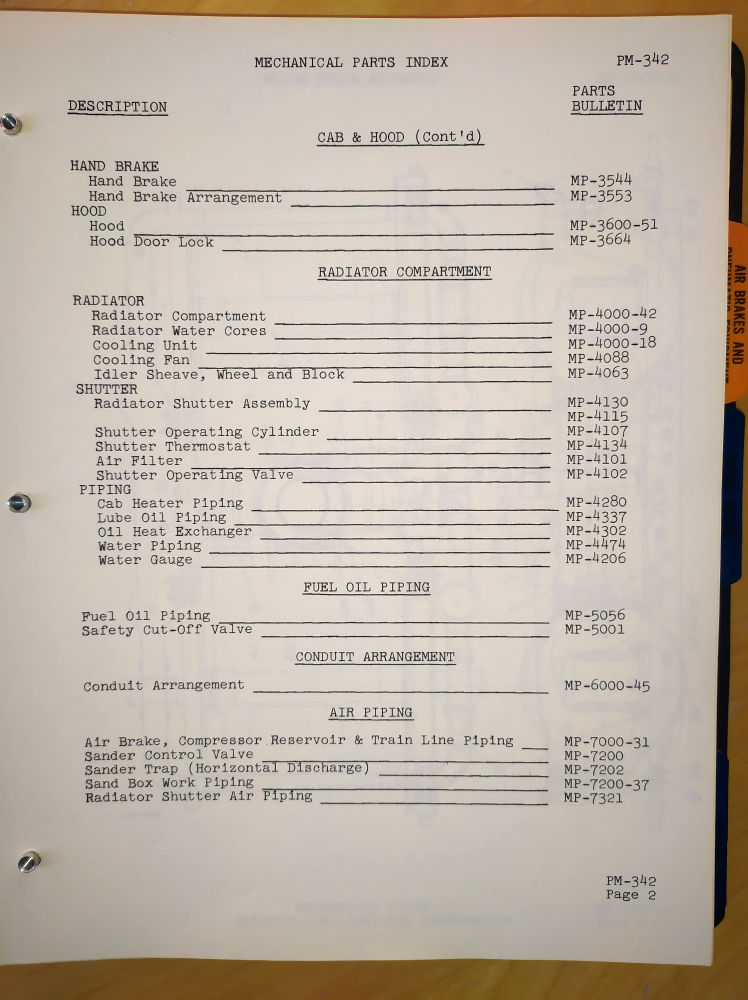 MECHANICAL PARTS INDEX PM-342
DESCRIPTION PARTS BULLETIN
CAB & HOOD (Cont'd)
HAND BRAKE
Hand Brake MP-3544
Hand Brake Arrangement MP-3553
HOOD
Hood MP-3600-51
Hood Door Lock MP-3664
RADIATOR COMPARTMENT
RADIATOR
Radiator Compartment MP-4000-42
Radiator Water Cores MP-4000-9
Cooling Unit MP-4000-18
Cooling Fan MP-4088
Idler Sheave, Wheel and Block MP-4063
SHUTTER
Radiator Shutter Assembly MP-4130
MP-4115
Shutter Operating Cylinder MP-4107
Shutter Thermostat MP-4134
Air Filter MP-4101
Shutter Operating Valve MP-4102
PIPING
Cab Heater Piping MP-4280
Lube Oil Piping MP-4337
Oil Heat Exchanger MP-4302
Water Piping MP-4474
Water Gauge MP-4206
FUEL OIL PIPING
Fuel Oil Piping MP-5056
Safety Cut-Off Valve MP-5001
CONDUIT ARRANGEMENT
Conduit Arrangement MP-6000-45
AIR PIPING
Air Brake, Compressor Reservoir & Train Line Piping MP-7000-31
Sander Control Valve MP-7200
Sander Trap (Horizontal Discharge) MP-7202
Sand Box Work Piping MP-7200-37
Radiator Shutter Air Piping MP-7321
PM-342
Page 2
AIR BRAKES AND